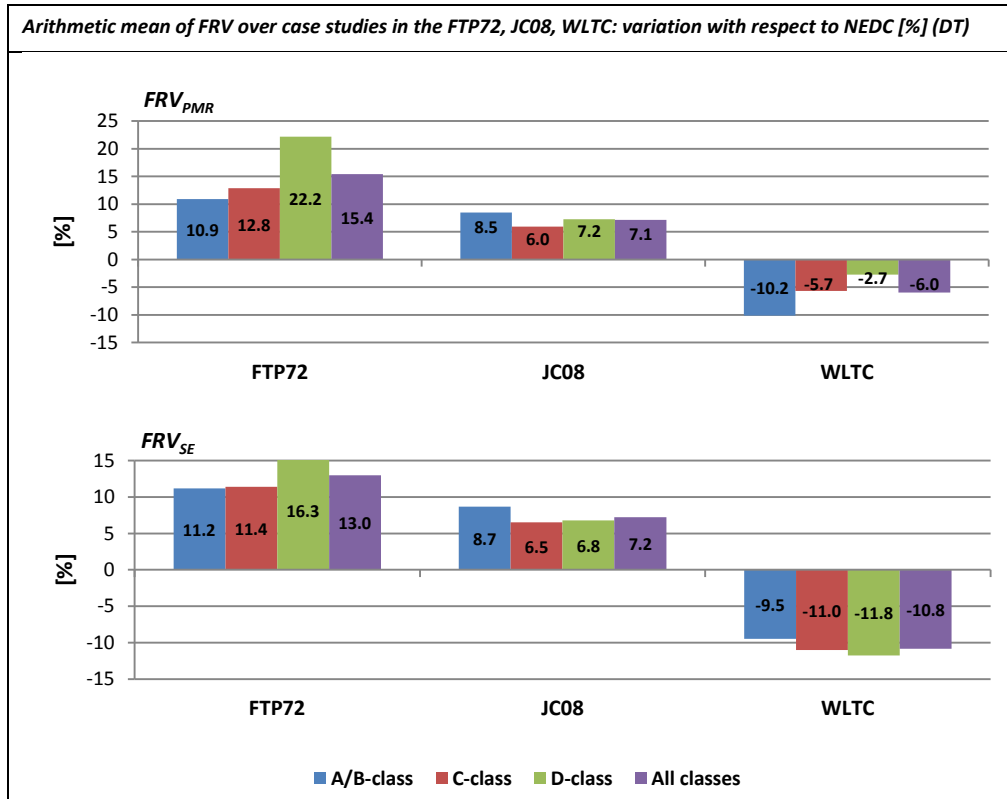 Arithmetic mean of FRV over case studies in the FTP72, JC08, WLTC: variation with respect to NEDC [%] (DT)
FRV_PMR
[%]
25
20
15
10
5
0
-5
-10
-15
10.9 12.8 22.2 15.4
8.5 6.0 7.2 7.1
-10.2 -5.7 -2.7 -6.0
FTP72 JC08 WLTC
FRV_SE
[%]
15
10
5
0
-5
-10
-15
11.2 11.4 16.3 13.0
8.7 6.5 6.8 7.2
-9.5 -11.0 -11.8 -10.8
FTP72 JC08 WLTC
A/B-class C-class D-class All classes